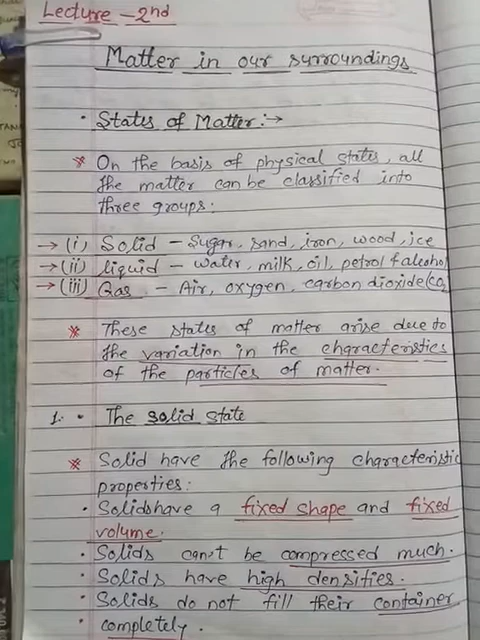 Lecture - 2nd
Matter in our surroundings
• States of Matter:→
* On the basis of physical states, all
the matter can be classified into
three groups:
→ (i) Solid - Sugar, sand, iron, wood, ice
→ (ii) liquid - water, milk, oil, petrol & alcohol
→ (iii) Gas - Air, oxygen, carbon dioxide (CO2
* These states of matter arise due to
the variation in the characteristics
of the particles of matter.
1. • The solid state
* Solid have the following characteristic
properties:
• Solids have a fixed shape and fixed
volume.
• Solids can't be compressed much.
• Solids have high densities.
• Solids do not fill their container
• completely.